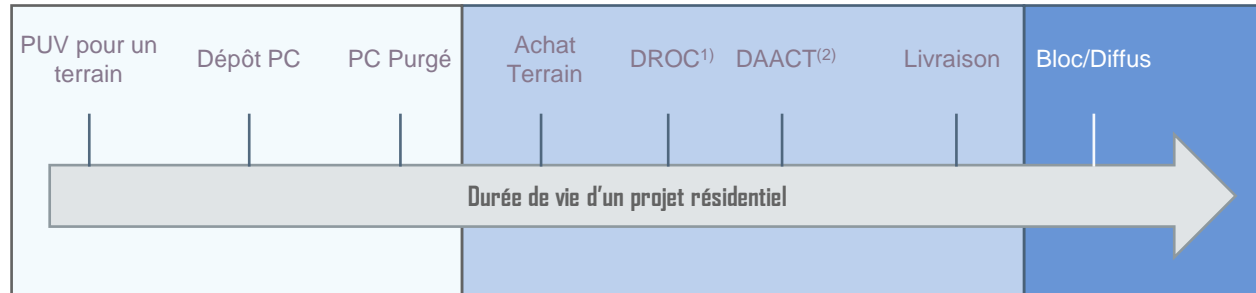 PUV pour un
terrain
Dépôt PC
PC Purgé
Achat
Terrain
DROC1)
DAACT(2)
Livraison
Bloc/Diffus
Durée de vie d'un projet résidentiel